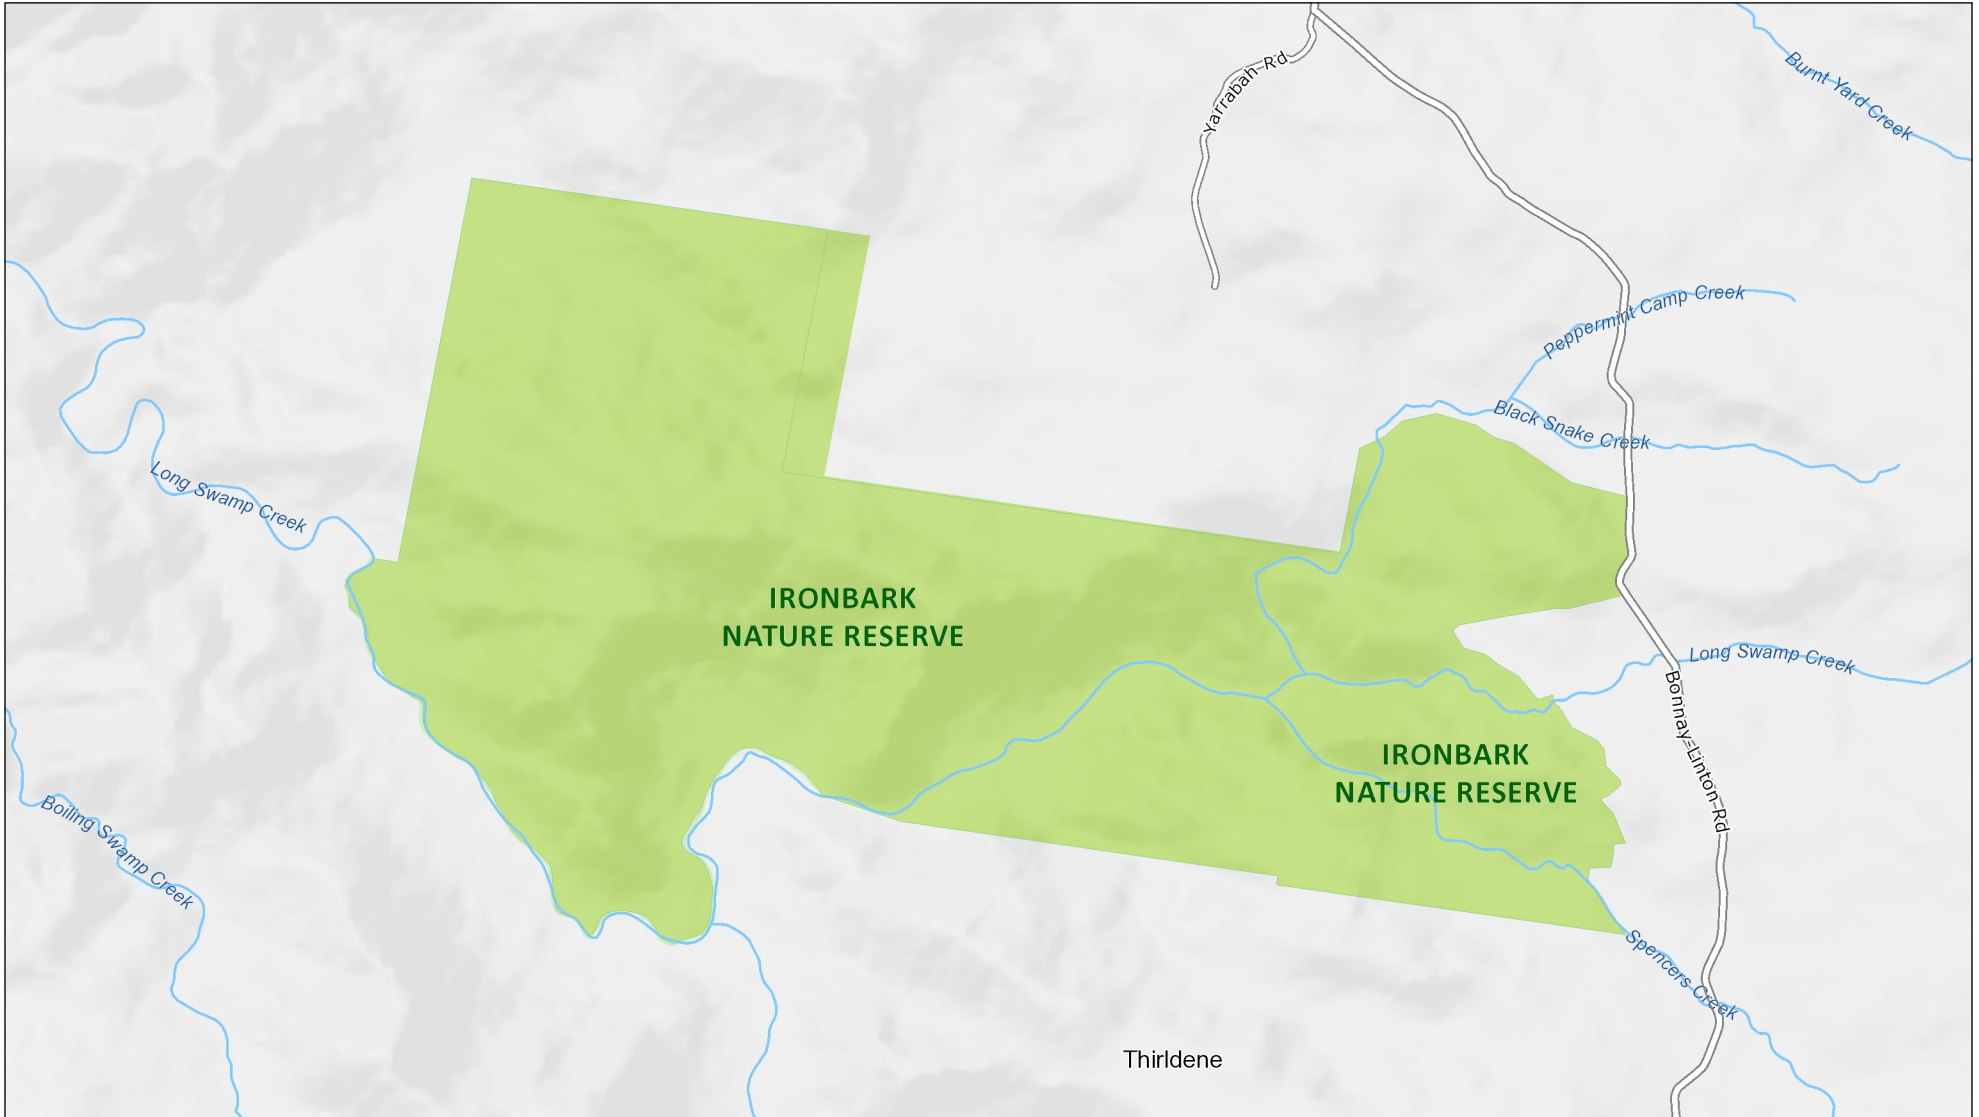 Yarrabah Rd
Burnt Yard Creek
Peppermint Camp Creek
Black Snake Creek
Long Swamp Creek
IRONBARK
NATURE RESERVE
Long Swamp Creek
Bonnay-Linton Rd
IRONBARK
NATURE RESERVE
Boiling Swamp Creek
Spencers Creek
Thirldene